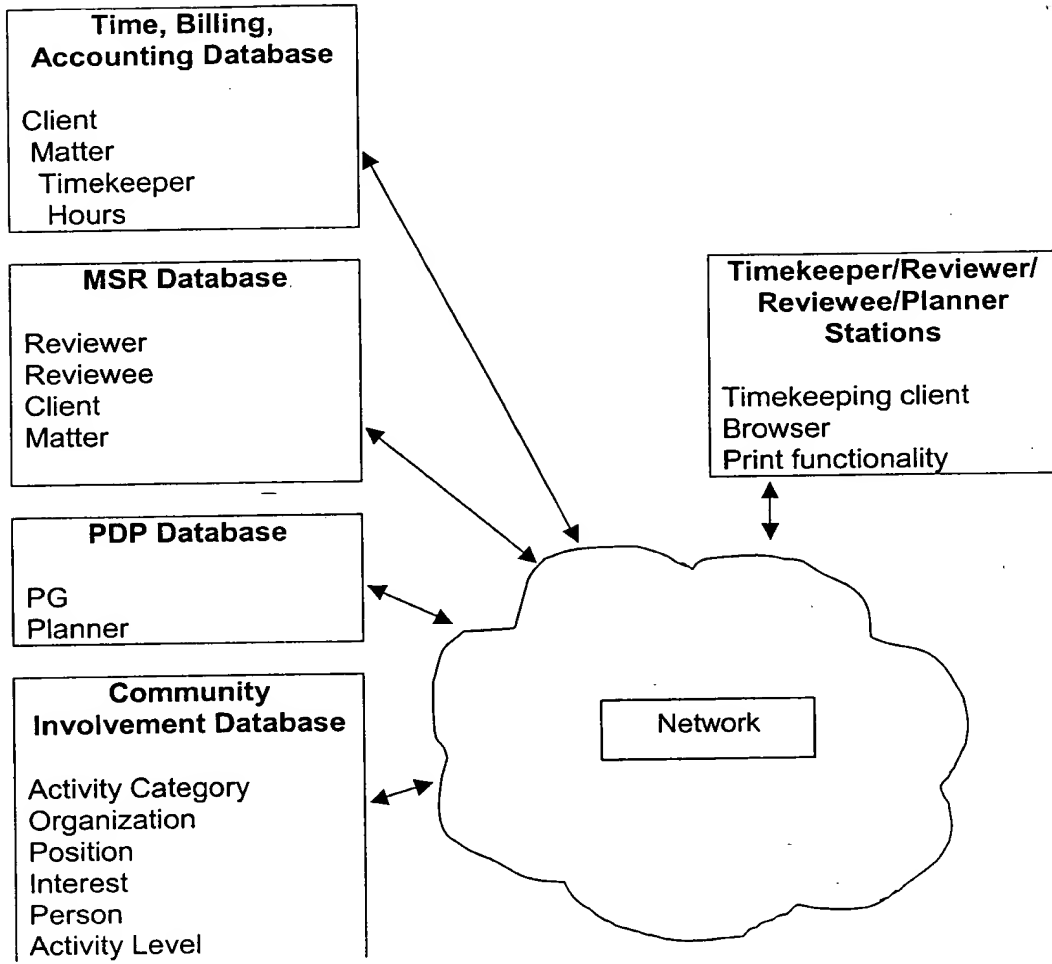 Time, Billing,
Accounting Database
Client
Matter
Timekeeper
Hours
MSR Database
Reviewer
Reviewee
Client
Matter
PDP Database
PG
Planner
Community
Involvement Database
Activity Category
Organization
Position
Interest
Person
Activity Level
Timekeeper/Reviewer/
Reviewee/Planner
Stations
Timekeeping client
Browser
Print functionality
Network